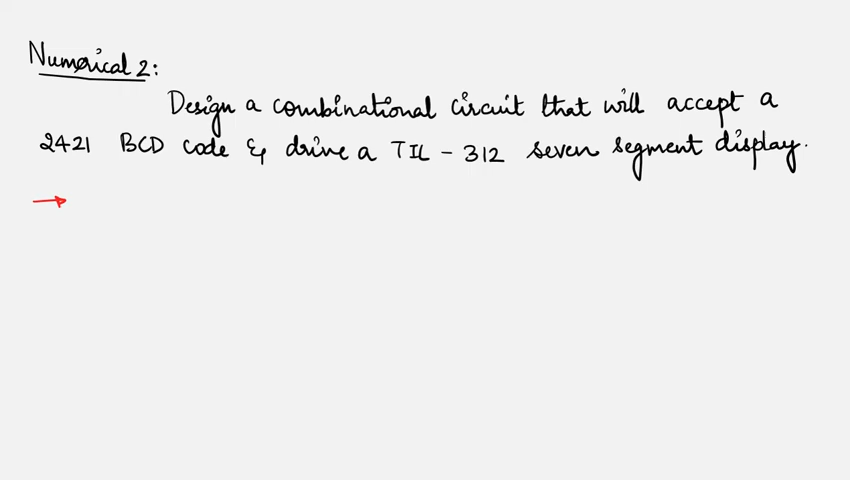 Numerical 2:
Design a combinational circuit that will accept a
2421 BCD code & drive a TIL - 312 seven segment display.